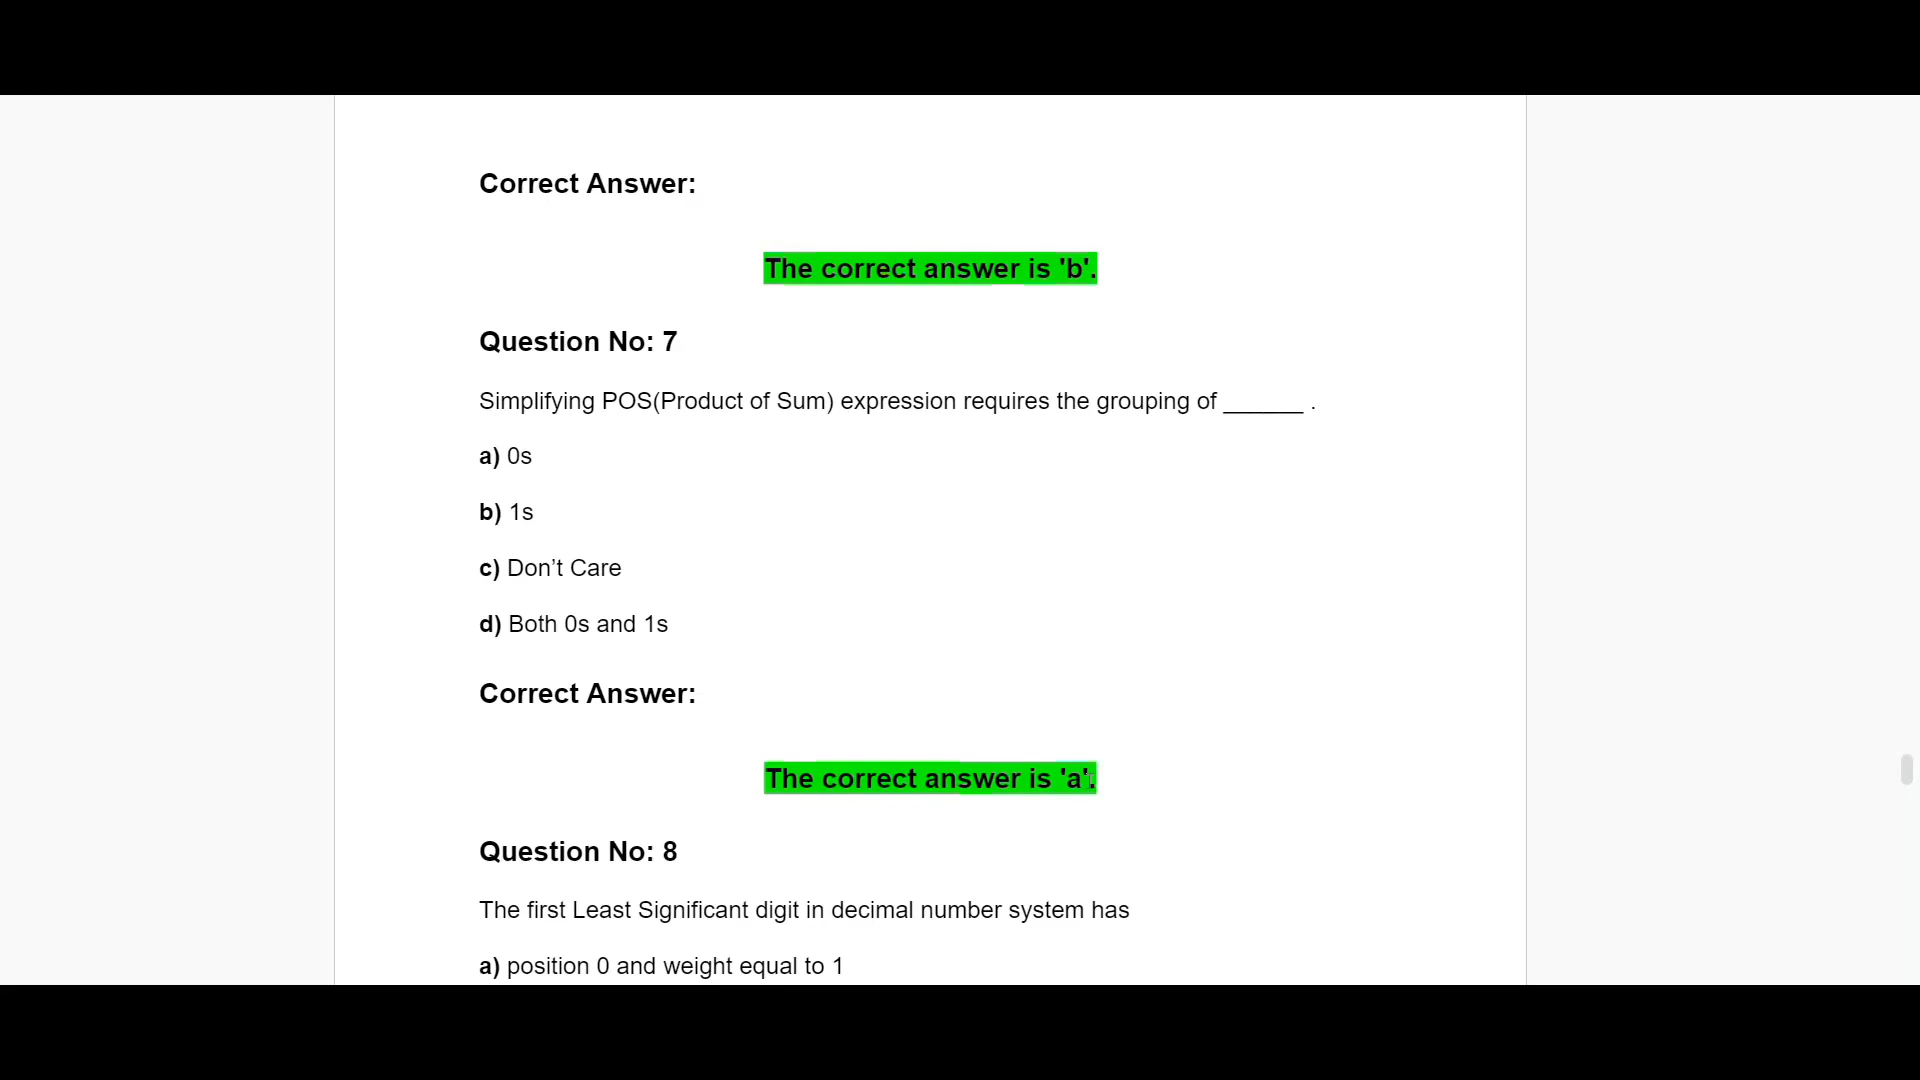 Correct Answer:
The correct answer is 'b'.
Question No: 7
Simplifying POS(Product of Sum) expression requires the grouping of ______ .
a) 0s
b) 1s
c) Don’t Care
d) Both 0s and 1s
Correct Answer:
The correct answer is 'a'.
Question No: 8
The first Least Significant digit in decimal number system has
a) position 0 and weight equal to 1